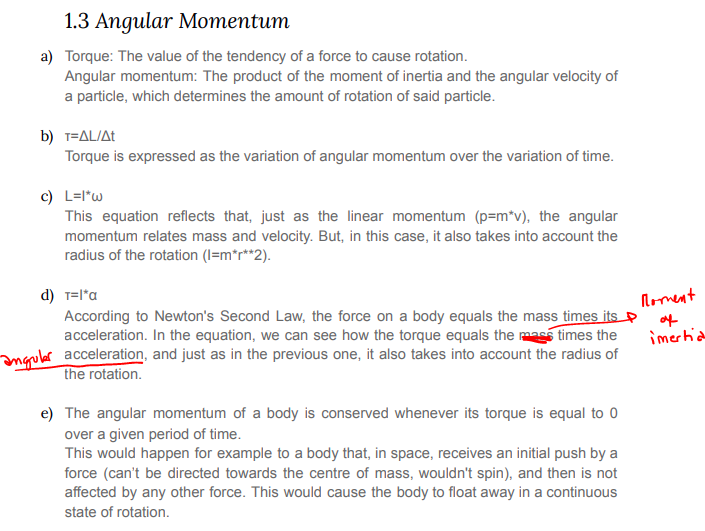 1.3 Angular Momentum
a) Torque: The value of the tendency of a force to cause rotation.
Angular momentum: The product of the moment of inertia and the angular velocity of
a particle, which determines the amount of rotation of said particle.
b) τ=ΔL/Δt
Torque is expressed as the variation of angular momentum over the variation of time.
c) L=I*ω
This equation reflects that, just as the linear momentum (p=m*v), the angular
momentum relates mass and velocity. But, in this case, it also takes into account the
radius of the rotation (I=m*r**2).
d) τ=I*α
According to Newton's Second Law, the force on a body equals the mass times its
Moment
of
inertia
acceleration. In the equation, we can see how the torque equals the mass times the
angular
acceleration, and just as in the previous one, it also takes into account the radius of
the rotation.
e) The angular momentum of a body is conserved whenever its torque is equal to 0
over a given period of time.
This would happen for example to a body that, in space, receives an initial push by a
force (can't be directed towards the centre of mass, wouldn't spin), and then is not
affected by any other force. This would cause the body to float away in a continuous
state of rotation.